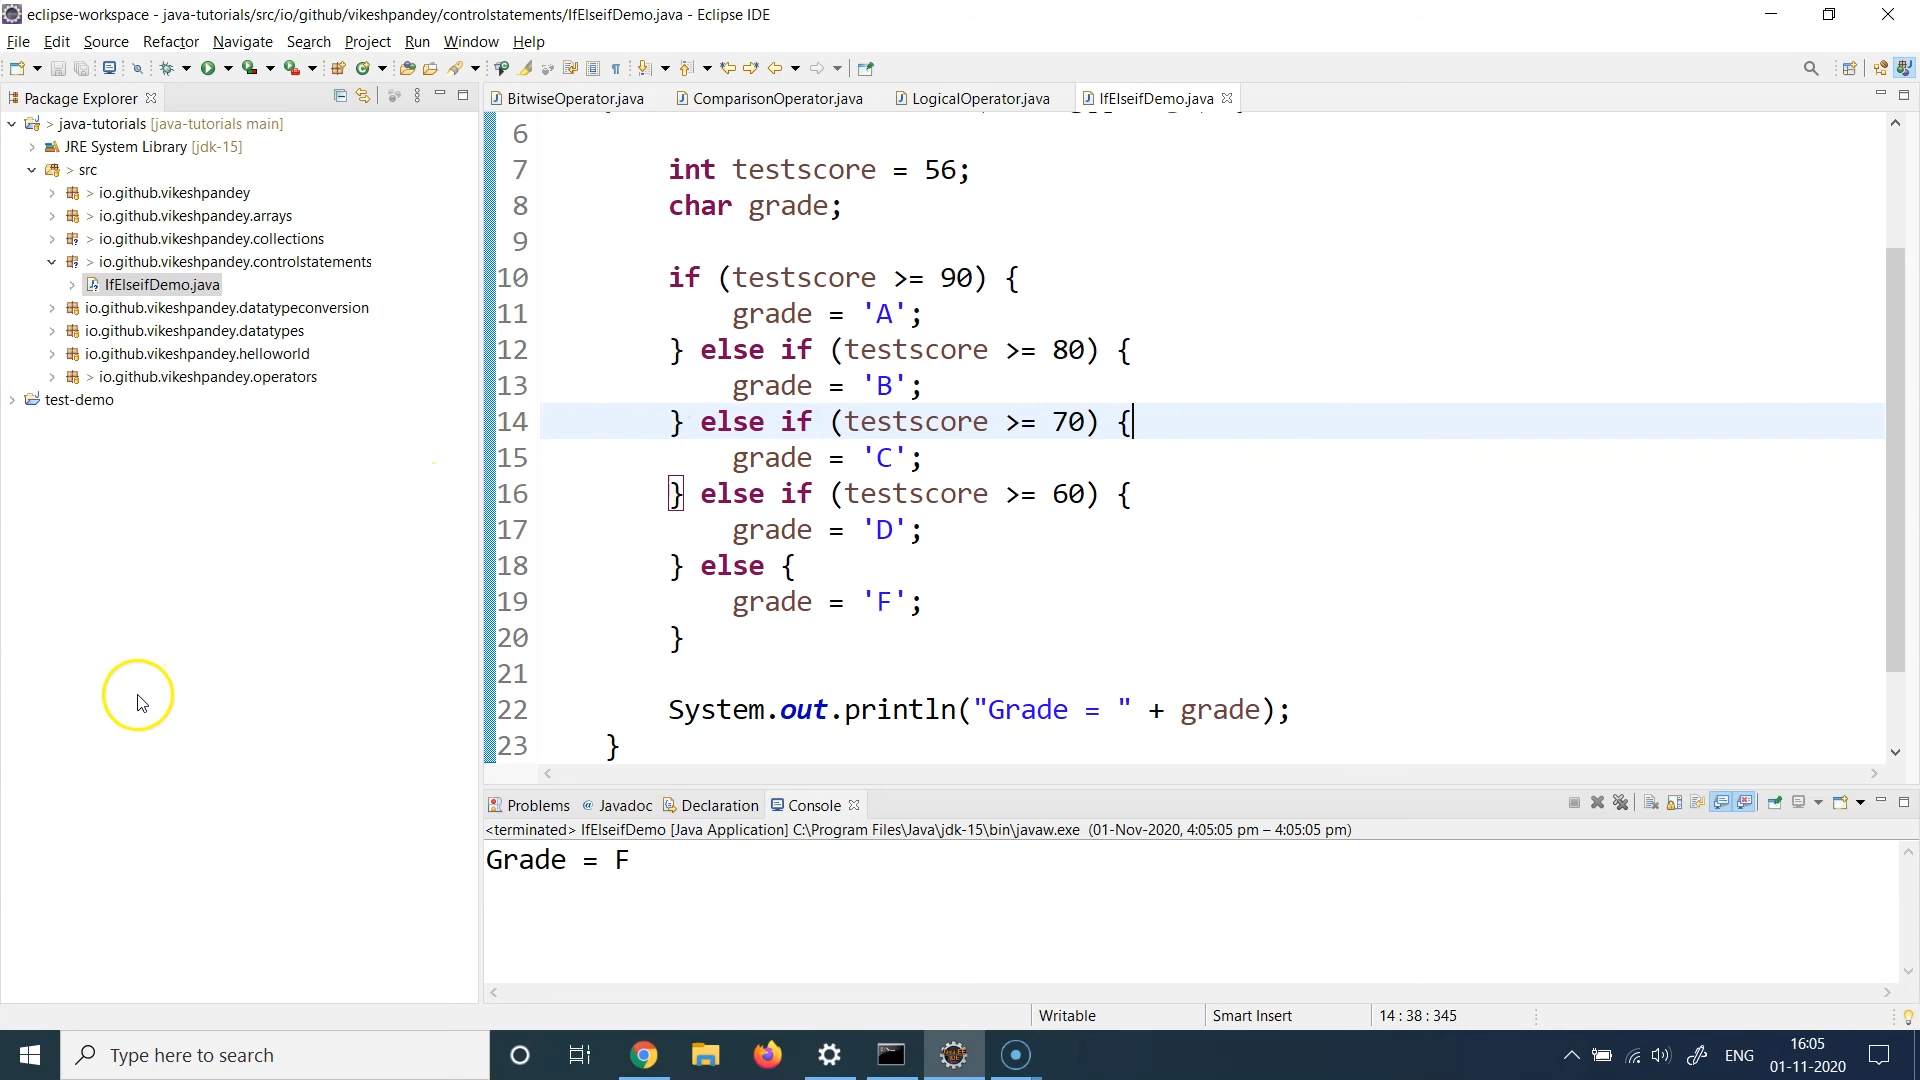 eclipse-workspace - java-tutorials/src/io/github/vikeshpandey/controlstatements/IfElseifDemo.java - Eclipse IDE
File Edit Source Refactor Navigate Search Project Run Window Help
Package Explorer
BitwiseOperator.java ComparisonOperator.java LogicalOperator.java IfElseifDemo.java
> java-tutorials [java-tutorials main]
JRE System Library [jdk-15]
> src
> io.github.vikeshpandey
> io.github.vikeshpandey.arrays
> io.github.vikeshpandey.collections
> io.github.vikeshpandey.controlstatements
IfElseifDemo.java
io.github.vikeshpandey.datatypeconversion
io.github.vikeshpandey.datatypes
io.github.vikeshpandey.helloworld
> io.github.vikeshpandey.operators
test-demo
6
7 int testscore = 56;
8 char grade;
9
10 if (testscore >= 90) {
11 grade = 'A';
12 } else if (testscore >= 80) {
13 grade = 'B';
14 } else if (testscore >= 70) {
15 grade = 'C';
16 } else if (testscore >= 60) {
17 grade = 'D';
18 } else {
19 grade = 'F';
20 }
21
22 System.out.println("Grade = " + grade);
23 }
Problems @ Javadoc Declaration Console
<terminated> IfElseifDemo [Java Application] C:\Program Files\Java\jdk-15\bin\javaw.exe (01-Nov-2020, 4:05:05 pm – 4:05:05 pm)
Grade = F
Writable Smart Insert 14 : 38 : 345
Type here to search
ENG
16:05
01-11-2020